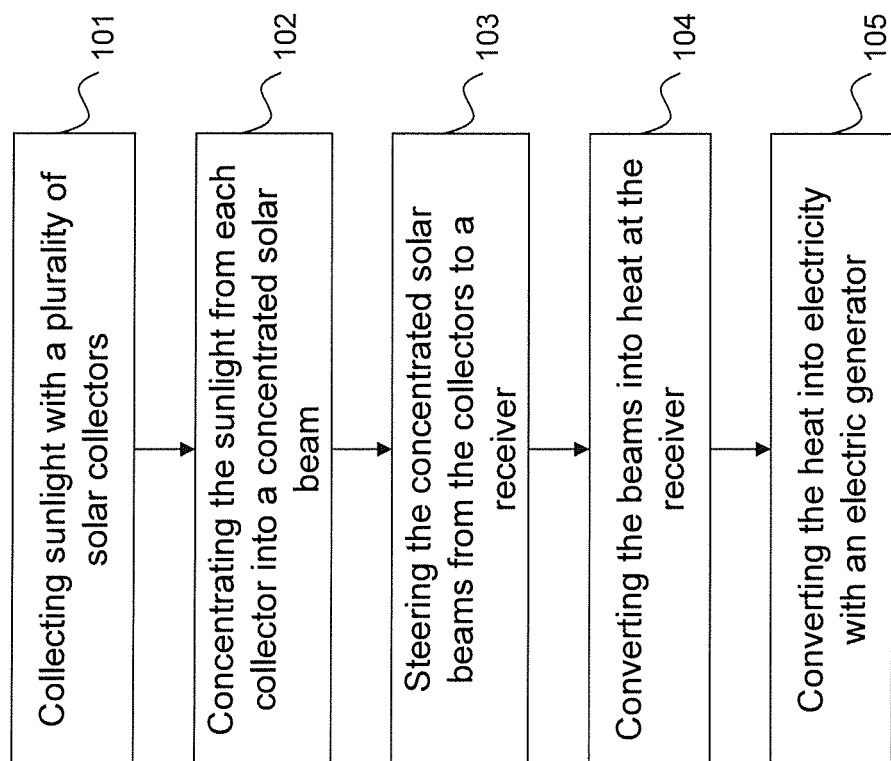 Collecting sunlight with a plurality of
solar collectors
101
Concentrating the sunlight from each
collector into a concentrated solar
beam
102
Steering the concentrated solar
beams from the collectors to a
receiver
103
Converting the beams into heat at the
receiver
104
Converting the heat into electricity
with an electric generator
105